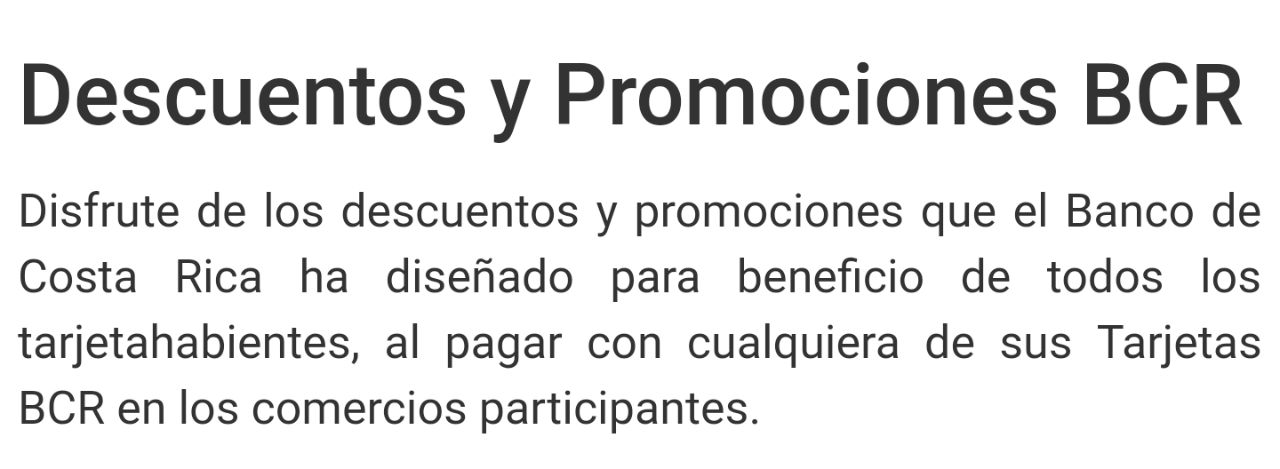 Descuentos y Promociones BCR
Disfrute de los descuentos y promociones que el Banco de
Costa Rica ha diseñado para beneficio de todos los
tarjetahabientes, al pagar con cualquiera de sus Tarjetas
BCR en los comercios participantes.